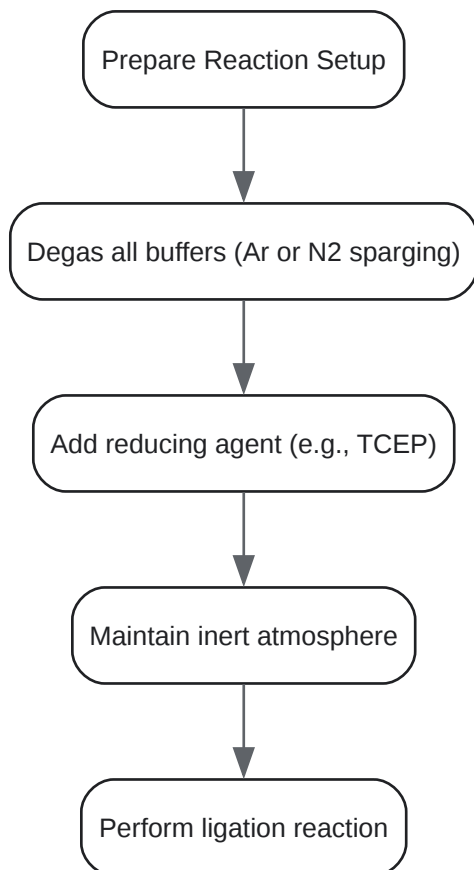 Prepare Reaction Setup
Degas all buffers (Ar or N2 sparging)
Add reducing agent (e.g., TCEP)
Maintain inert atmosphere
Perform ligation reaction